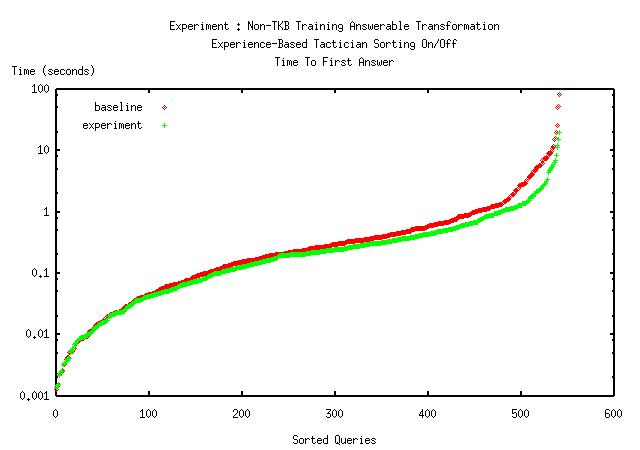 Experiment : Non-TKB Training Answerable Transformation
Experience-Based Tactician Sorting On/Off
Time To First Answer
Time (seconds)
100
baseline
experiment
10
1
0.1
0.01
0.001
0 100 200 300 400 500 600
Sorted Queries